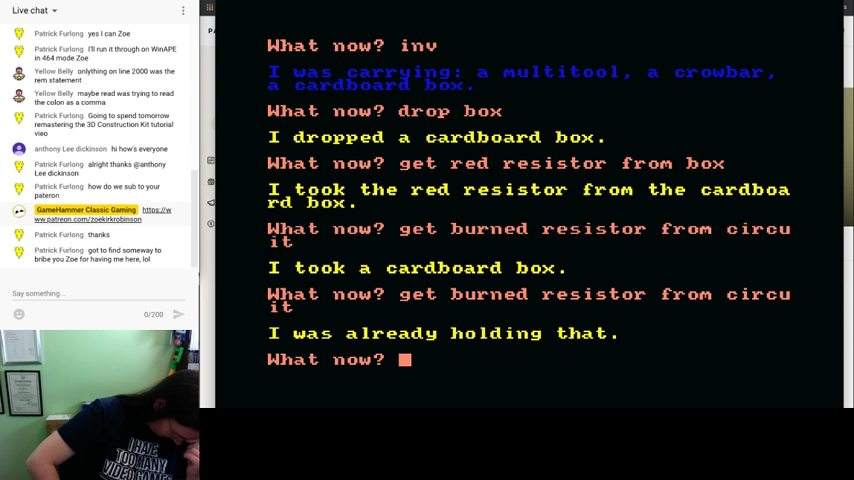 Live chat
Patrick Furlong yes I can Zoe
Patrick Furlong I'll run it through on WinAPE
in 464 mode Zoe
Yellow Belly onlything on line 2000 was the
rem statement
Yellow Belly maybe read was trying to read
the colon as a comma
Patrick Furlong Going to spend tomorrow
remastering the 3D Construction Kit tutorial
vieo
anthony Lee dickinson hi how's everyone
Patrick Furlong alright thanks @anthony
Lee dickinson
Patrick Furlong how do we sub to your
pateron
GameHammer Classic Gaming https://w
ww.patreon.com/zoekirkrobinson
Patrick Furlong thanks
Patrick Furlong got to find someway to
bribe you Zoe for having me here, lol
Say something...
0/200
What now? inv
I was carrying: a multitool, a crowbar,
a cardboard box.
What now? drop box
I dropped a cardboard box.
What now? get red resistor from box
I took the red resistor from the cardboa
rd box.
What now? get burned resistor from circu
it
I took a cardboard box.
What now? get burned resistor from circu
it
I was already holding that.
What now?
I HAVE
TOO MANY
VIDEO GAMES